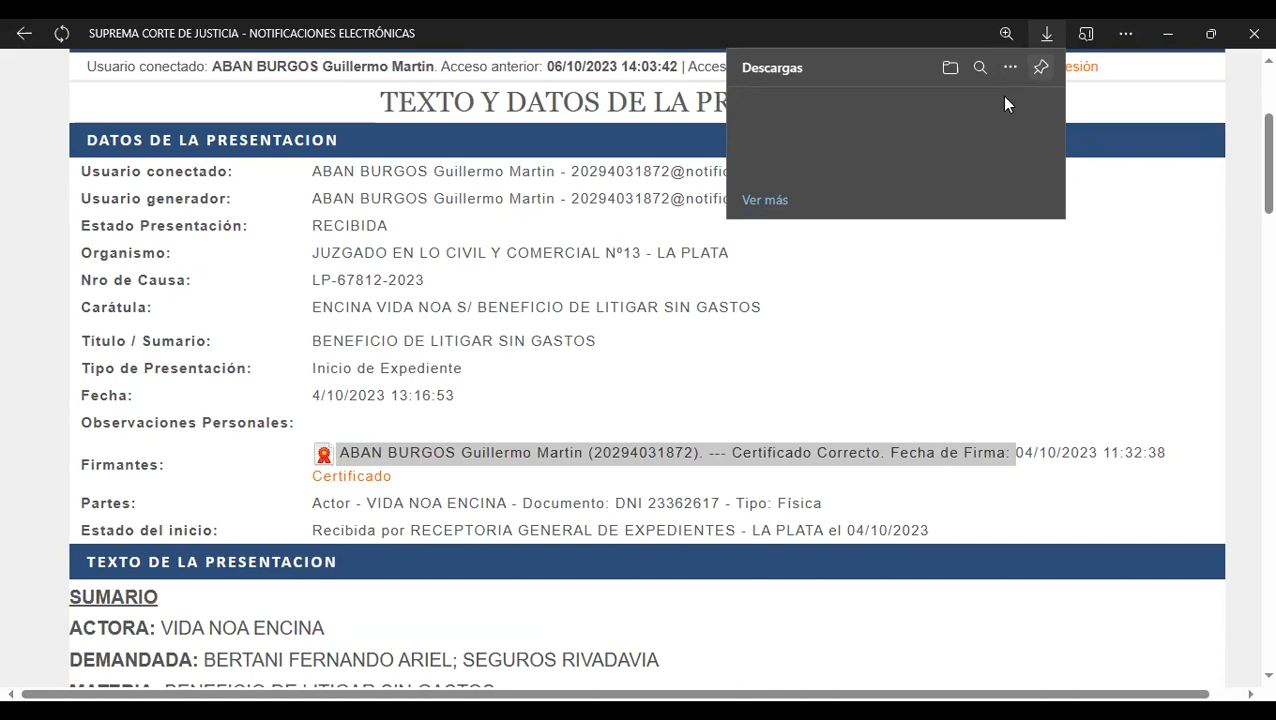 SUPREMA CORTE DE JUSTICIA - NOTIFICACIONES ELECTRÓNICAS
Usuario conectado: ABAN BURGOS Guillermo Martin. Acceso anterior: 06/10/2023 14:03:42 | Acces
esión
Descargas
Ver más
TEXTO Y DATOS DE LA PR
DATOS DE LA PRESENTACION
Usuario conectado: ABAN BURGOS Guillermo Martin - 20294031872@notific
Usuario generador: ABAN BURGOS Guillermo Martin - 20294031872@notific
Estado Presentación: RECIBIDA
Organismo: JUZGADO EN LO CIVIL Y COMERCIAL Nº13 - LA PLATA
Nro de Causa: LP-67812-2023
Carátula: ENCINA VIDA NOA S/ BENEFICIO DE LITIGAR SIN GASTOS
Título / Sumario: BENEFICIO DE LITIGAR SIN GASTOS
Tipo de Presentación: Inicio de Expediente
Fecha: 4/10/2023 13:16:53
Observaciones Personales:
Firmantes: ABAN BURGOS Guillermo Martin (20294031872). --- Certificado Correcto. Fecha de Firma: 04/10/2023 11:32:38
Certificado
Partes: Actor - VIDA NOA ENCINA - Documento: DNI 23362617 - Tipo: Física
Estado del inicio: Recibida por RECEPTORIA GENERAL DE EXPEDIENTES - LA PLATA el 04/10/2023
TEXTO DE LA PRESENTACION
SUMARIO
ACTORA: VIDA NOA ENCINA
DEMANDADA: BERTANI FERNANDO ARIEL; SEGUROS RIVADAVIA
MATERIA: BENEFICIO DE LITIGAR SIN GASTOS